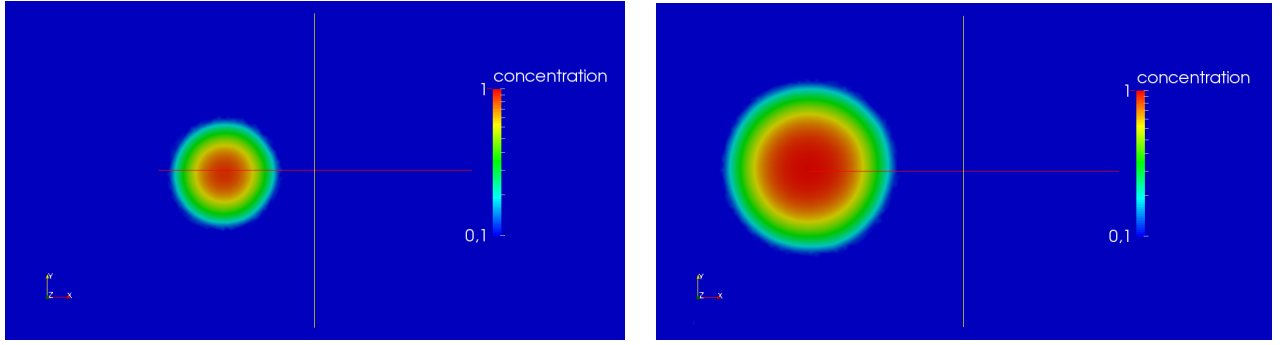 concentration
1
0,1
Y
Z X
concentration
1
0,1
Y
Z X